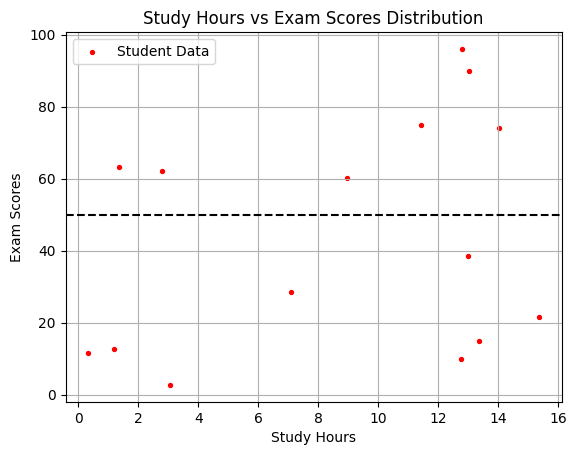 Study Hours vs Exam Scores Distribution
Student Data
100
80
60
40
20
0
Exam Scores
0 2 4 6 8 10 12 14 16
Study Hours